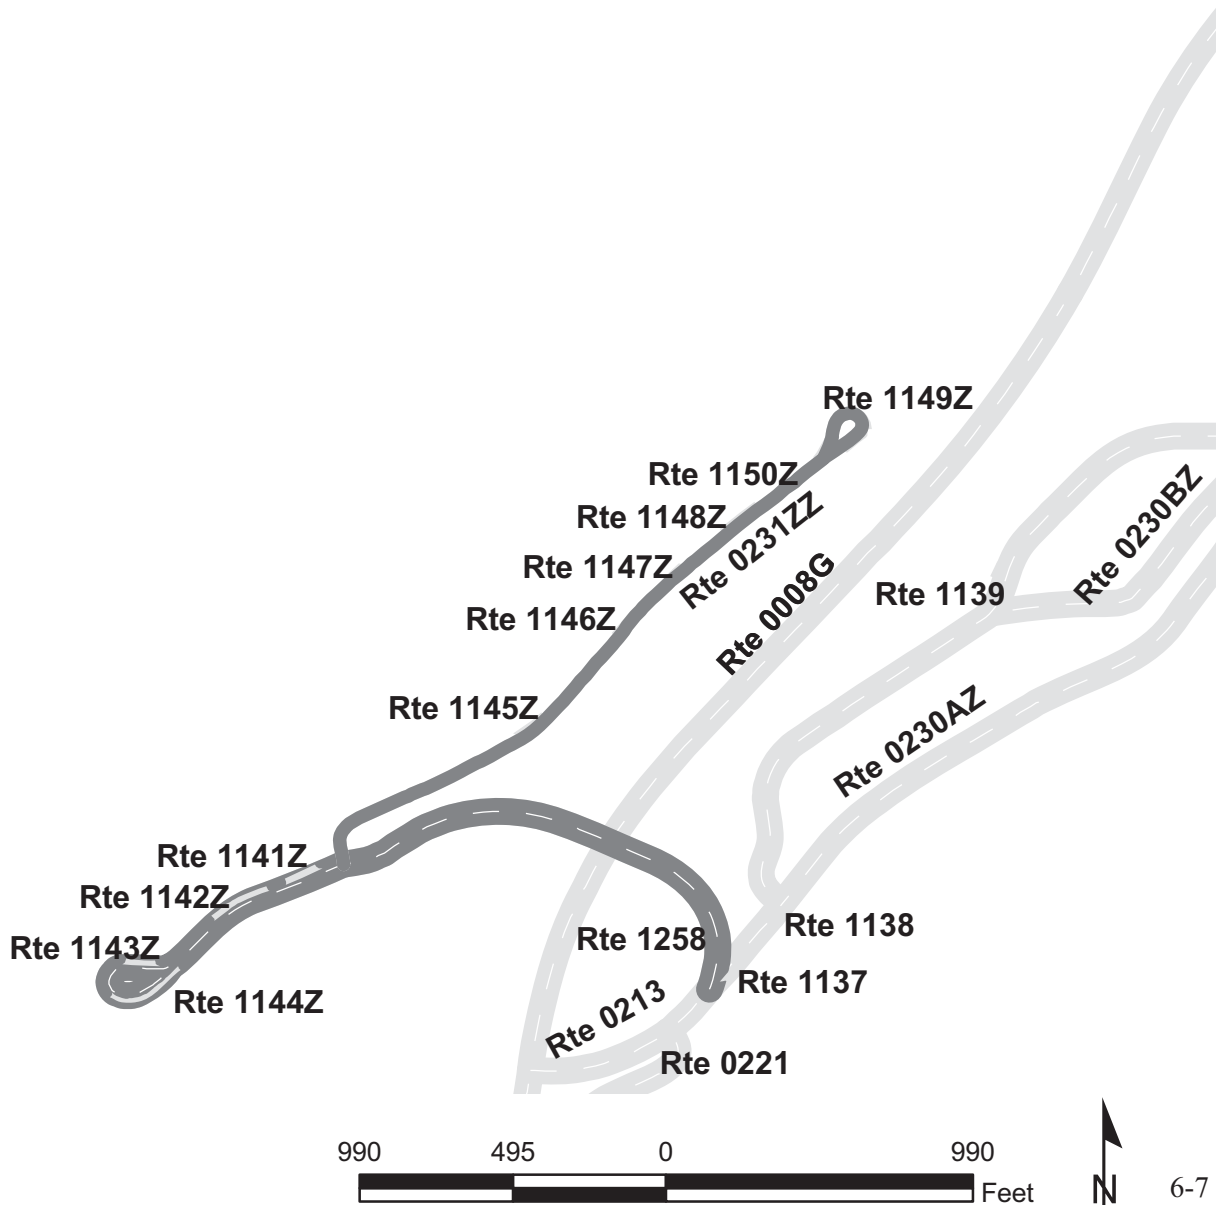 Rte 1149Z
Rte 1150Z
Rte 1148Z
Rte 0231ZZ
Rte 0230BZ
Rte 1147Z
Rte 0008G
Rte 1139
Rte 1146Z
Rte 1145Z
Rte 0230AZ
Rte 1141Z
Rte 1142Z
Rte 1138
Rte 1258
Rte 1143Z
Rte 1137
Rte 1144Z
Rte 0213
Rte 0221
990 495 0 990
Feet
N
6-7